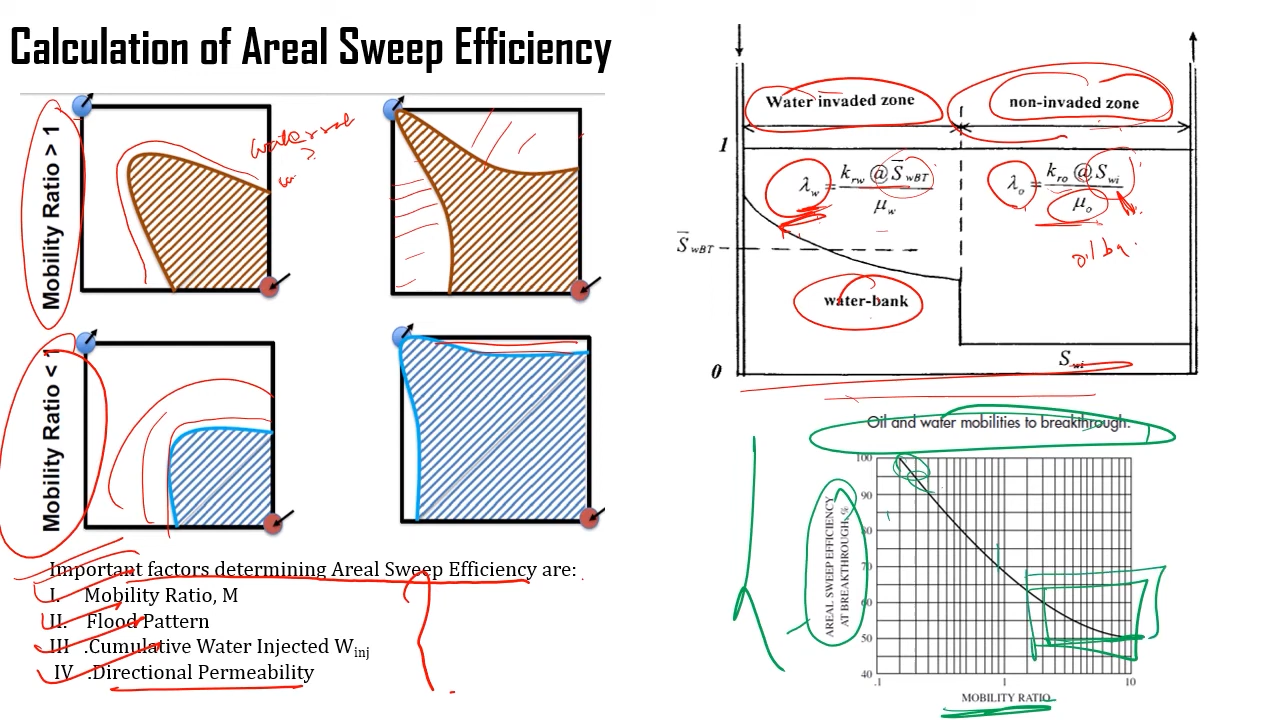 Calculation of Areal Sweep Efficiency
Mobility Ratio > 1
Mobility Ratio < 1
Important factors determining Areal Sweep Efficiency are:
I. Mobility Ratio, M
II. Flood Pattern
III .Cumulative Water Injected Winj
IV .Directional Permeability
Water invaded zone
non-invaded zone
1
λw = krw @ S̅wBT / μw
λo = kro @ Swi / μo
S̅wBT
oil
water-bank
Swi
0
Oil and water mobilities to breakthrough.
AREAL SWEEP EFFICIENCY
AT BREAKTHROUGH, %
100
90
80
70
60
50
40
.1
1
10
MOBILITY RATIO